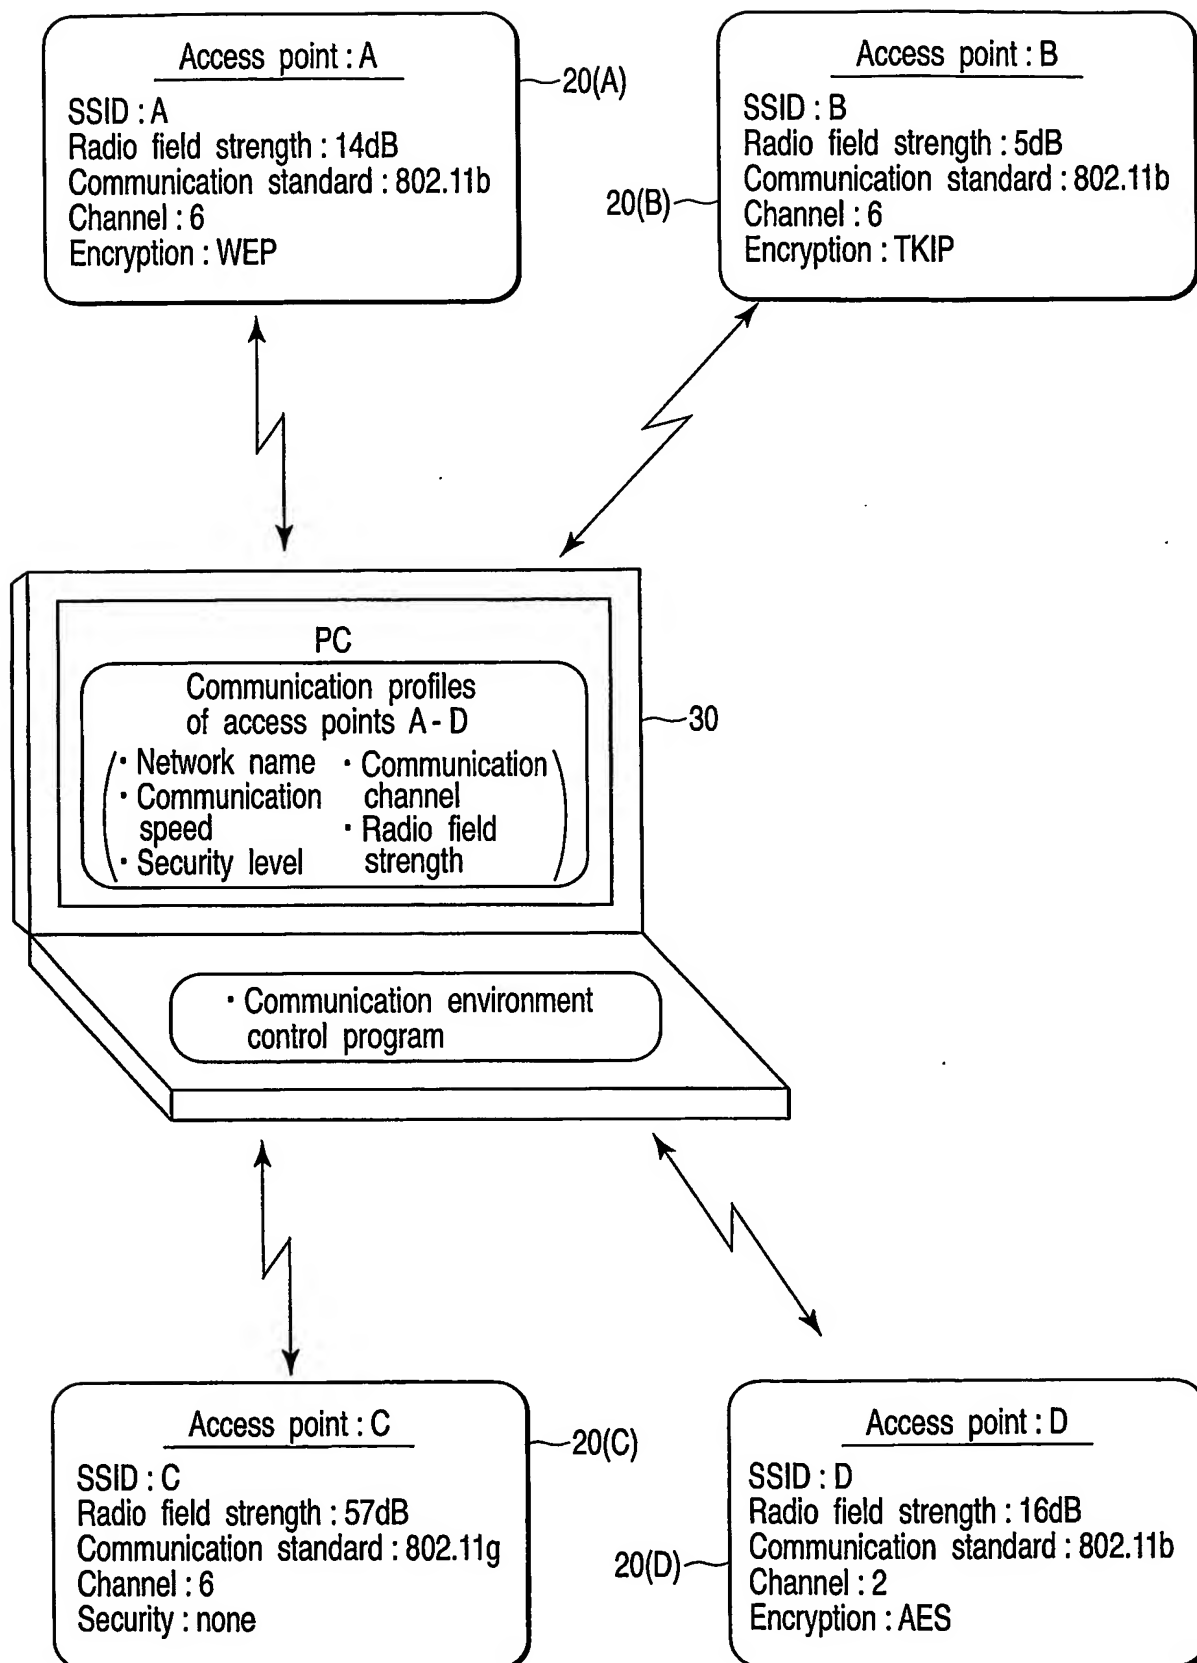 Access point : A
SSID : A
Radio field strength : 14dB
Communication standard : 802.11b
Channel : 6
Encryption : WEP
20(A)
Access point : B
SSID : B
Radio field strength : 5dB
Communication standard : 802.11b
Channel : 6
Encryption : TKIP
20(B)
PC
Communication profiles
of access points A - D
· Network name
· Communication
speed
· Security level
· Communication
channel
· Radio field
strength
30
· Communication environment
control program
Access point : C
SSID : C
Radio field strength : 57dB
Communication standard : 802.11g
Channel : 6
Security : none
20(C)
Access point : D
SSID : D
Radio field strength : 16dB
Communication standard : 802.11b
Channel : 2
Encryption : AES
20(D)